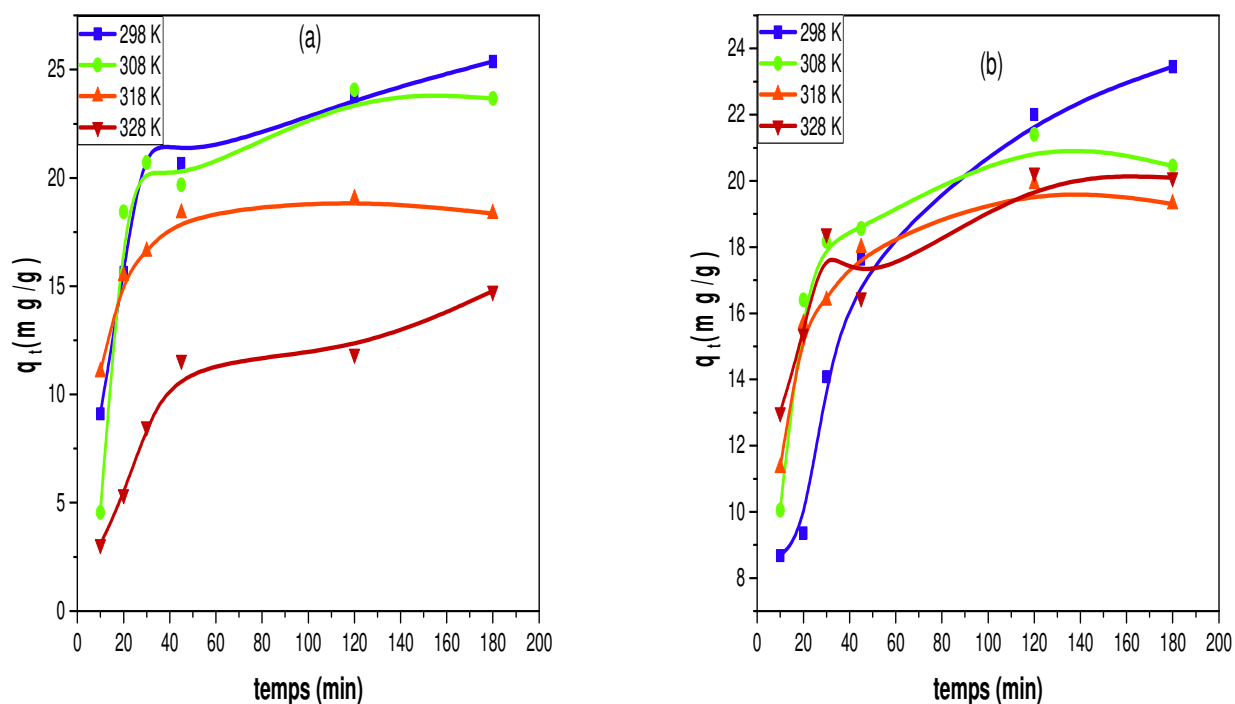 298 K
308 K
318 K
328 K
(a)
25
20
15
10
5
0
q t (m g /g)
0 20 40 60 80 100 120 140 160 180 200
temps (min)
298 K
308 K
318 K
328 K
(b)
24
22
20
18
16
14
12
10
8
q t (m g /g)
0 20 40 60 80 100 120 140 160 180 200
temps (min)